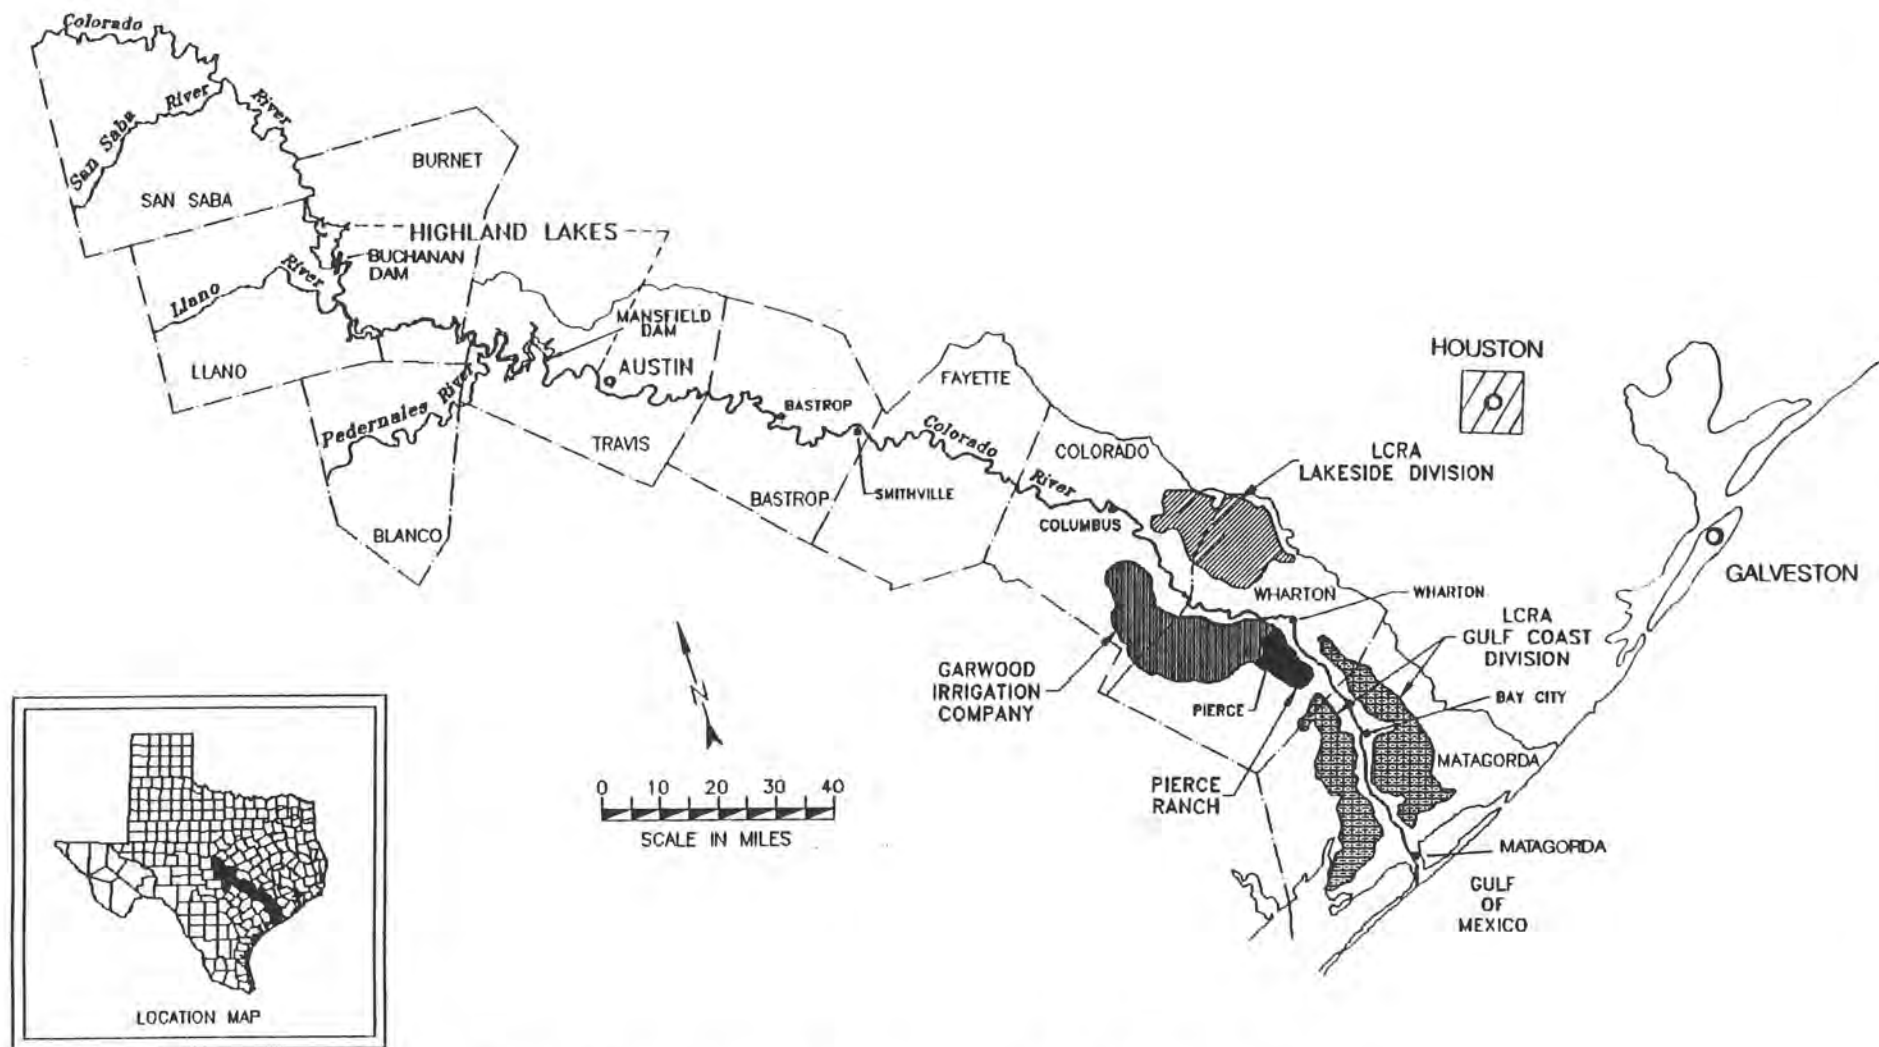 Colorado
River
San Saba
River
SAN SABA
BURNET
HIGHLAND LAKES
BUCHANAN
DAM
Llano
River
LLANO
MANSFIELD
DAM
AUSTIN
Pedernales River
BLANCO
TRAVIS
BASTROP
BASTROP
SMITHVILLE
FAYETTE
Colorado
River
COLORADO
COLUMBUS
HOUSTON
LCRA
LAKESIDE DIVISION
GALVESTON
WHARTON
WHARTON
LCRA
GULF COAST
DIVISION
GARWOOD
IRRIGATION
COMPANY
PIERCE
BAY CITY
PIERCE
RANCH
MATAGORDA
MATAGORDA
GULF
OF
MEXICO
N
0 10 20 30 40
SCALE IN MILES
LOCATION MAP